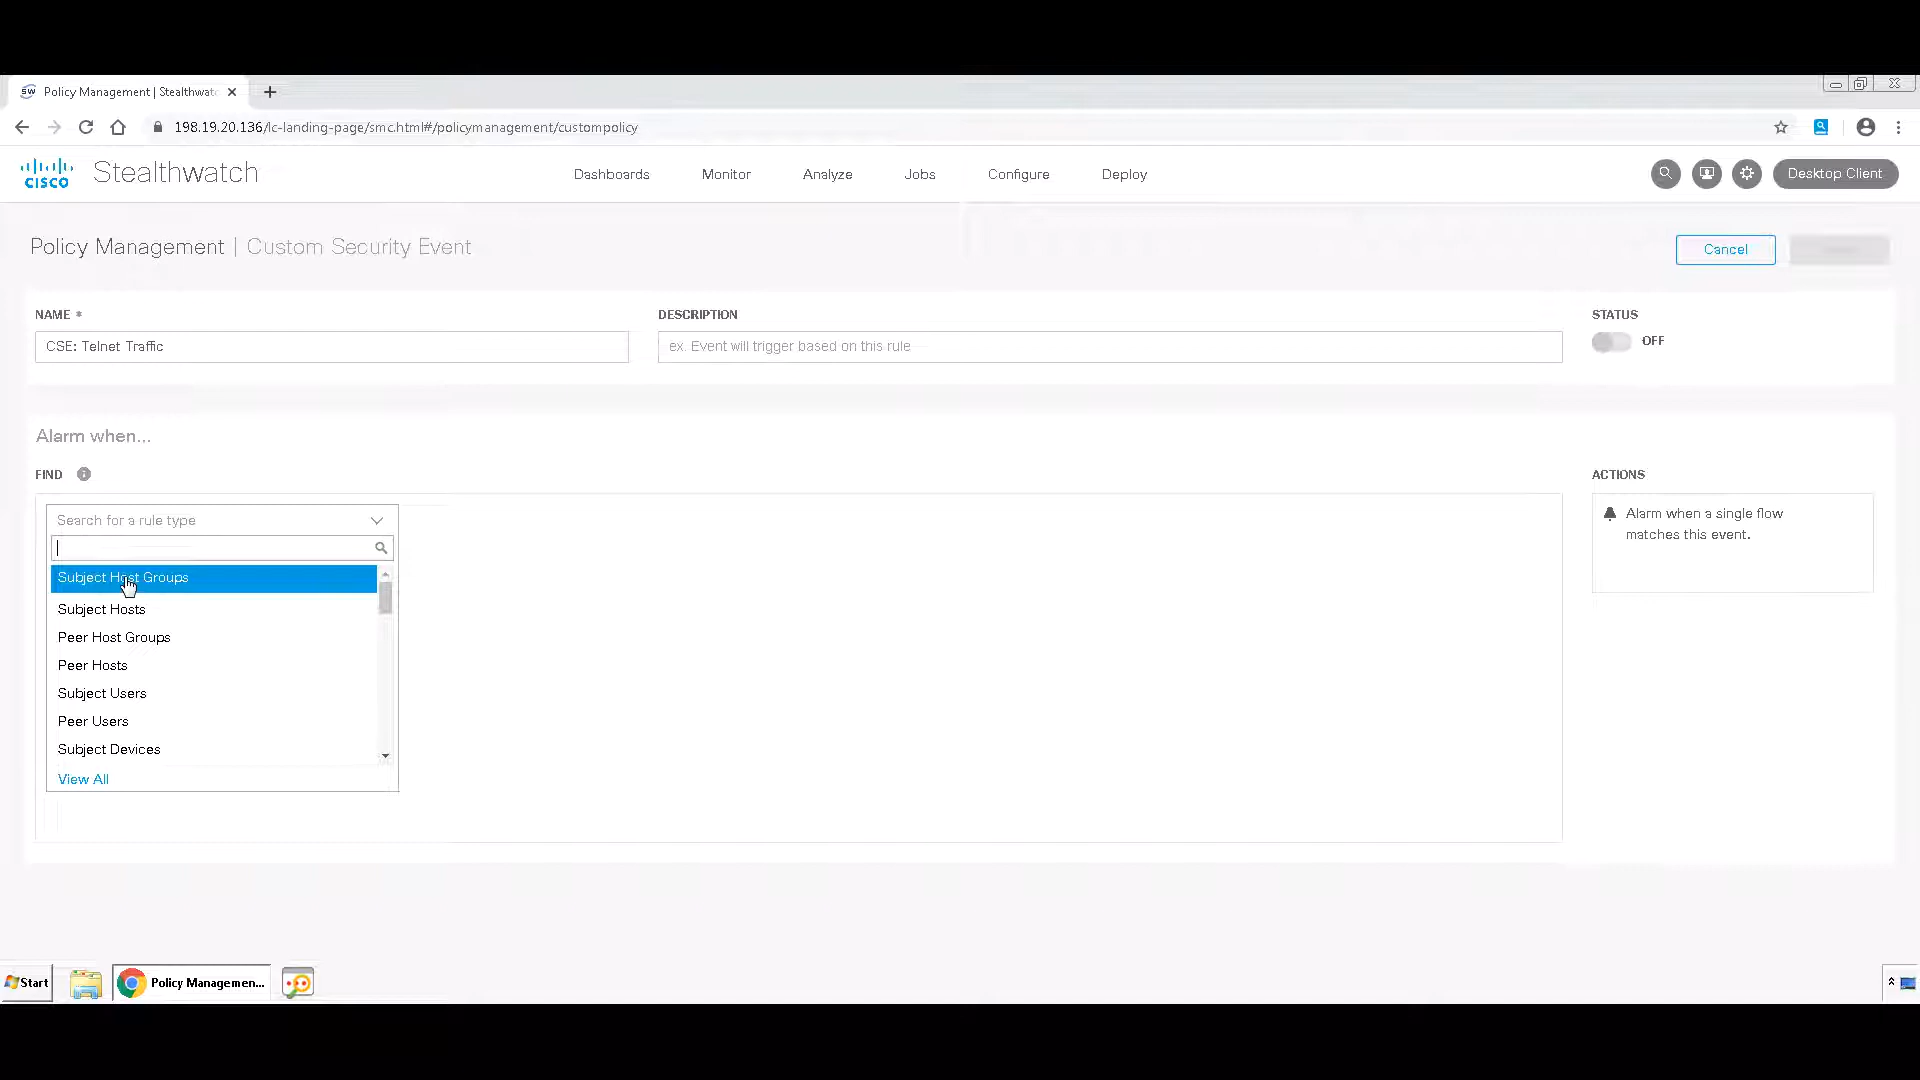 SW Policy Management | Stealthwatc
198.19.20.136/lc-landing-page/smc.html#/policymanagement/custompolicy
CISCO
Stealthwatch
Dashboards
Monitor
Analyze
Jobs
Configure
Deploy
Desktop Client
Policy Management | Custom Security Event
Cancel
NAME *
DESCRIPTION
STATUS
CSE: Telnet Traffic
ex. Event will trigger based on this rule
OFF
Alarm when...
FIND
ACTIONS
Search for a rule type
Subject Host Groups
Subject Hosts
Peer Host Groups
Peer Hosts
Subject Users
Peer Users
Subject Devices
View All
Alarm when a single flow
matches this event.
Start
Policy Managemen...